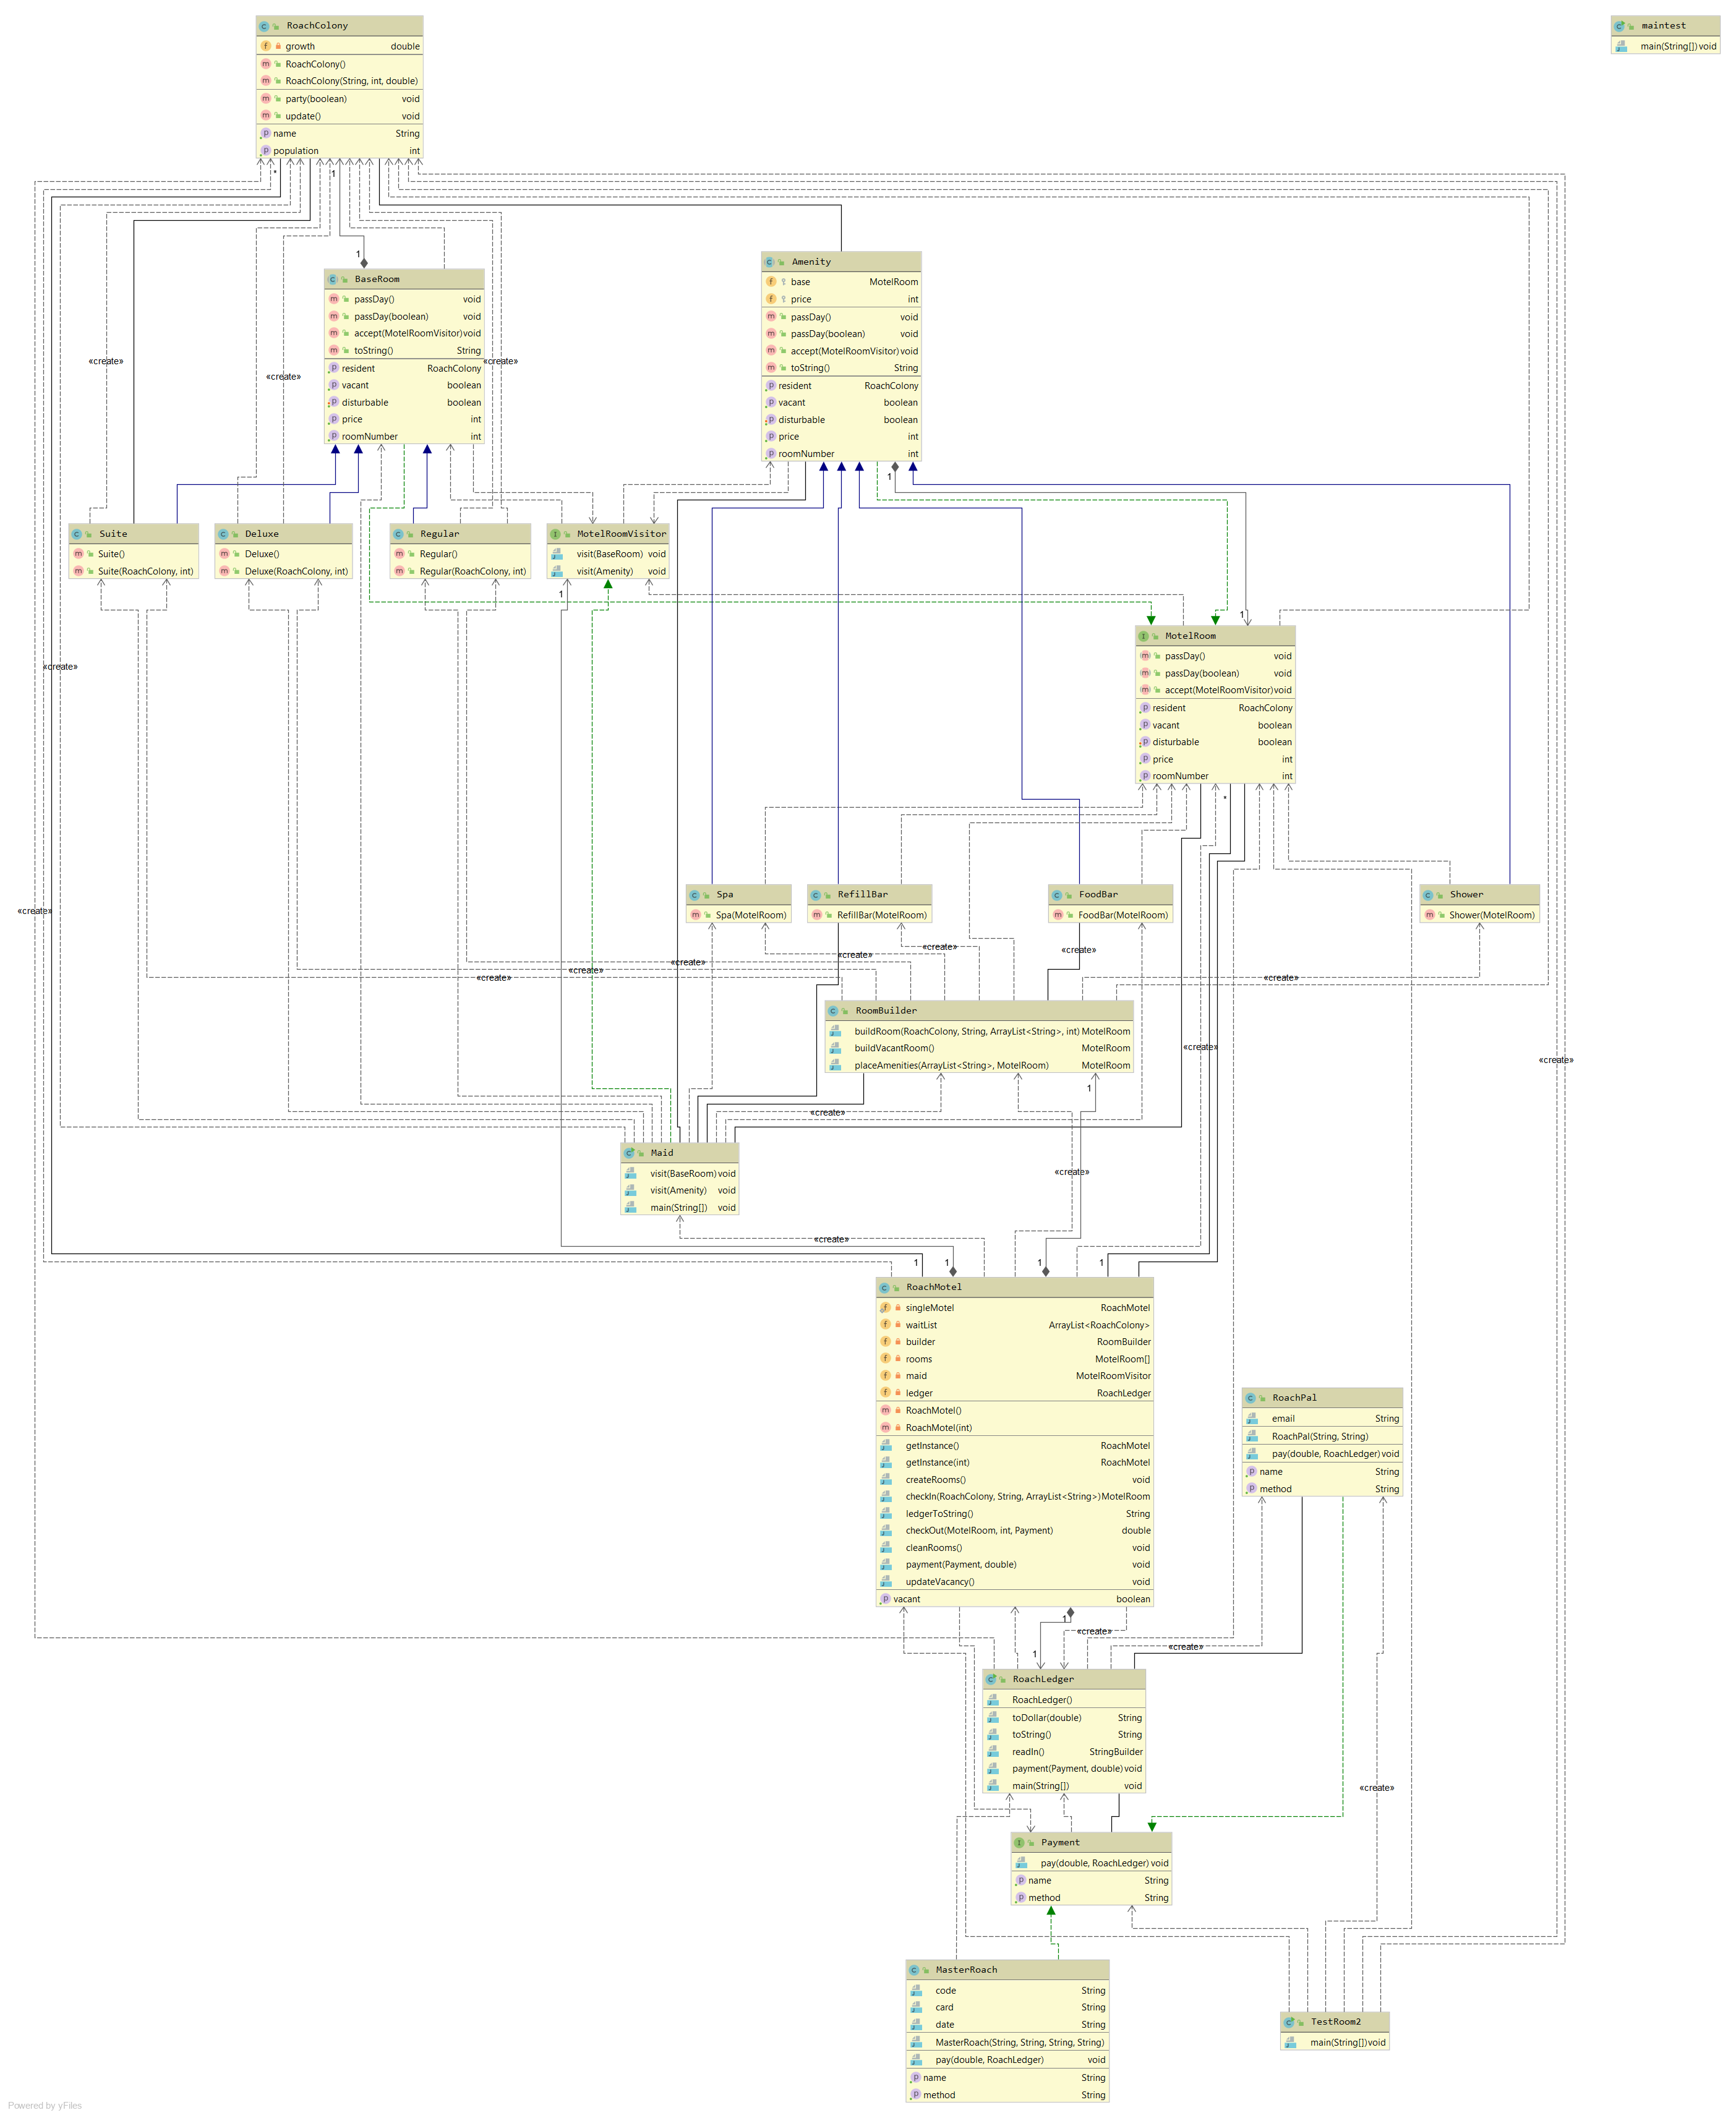 RoachColony
growth double
RoachColony()
RoachColony(String, int, double)
party(boolean) void
update() void
name String
population int
maintest
main(String[]) void
*
1
1
BaseRoom
passDay() void
passDay(boolean) void
accept(MotelRoomVisitor) void
toString() String
resident RoachColony
vacant boolean
disturbable boolean
price int
roomNumber int
Amenity
base MotelRoom
price int
passDay() void
passDay(boolean) void
accept(MotelRoomVisitor) void
toString() String
resident RoachColony
vacant boolean
disturbable boolean
price int
roomNumber int
«create»
«create»
«create»
1
Suite
Suite()
Suite(RoachColony, int)
Deluxe
Deluxe()
Deluxe(RoachColony, int)
Regular
Regular()
Regular(RoachColony, int)
MotelRoomVisitor
visit(BaseRoom) void
visit(Amenity) void
1
1
MotelRoom
passDay() void
passDay(boolean) void
accept(MotelRoomVisitor) void
resident RoachColony
vacant boolean
disturbable boolean
price int
roomNumber int
«create»
*
Spa
Spa(MotelRoom)
RefillBar
RefillBar(MotelRoom)
FoodBar
FoodBar(MotelRoom)
Shower
Shower(MotelRoom)
«create»
«create»
«create»
«create»
«create»
«create»
«create»
«create»
RoomBuilder
buildRoom(RoachColony, String, ArrayList<String>, int) MotelRoom
buildVacantRoom() MotelRoom
placeAmenities(ArrayList<String>, MotelRoom) MotelRoom
«create»
«create»
1
«create»
Maid
visit(BaseRoom) void
visit(Amenity) void
main(String[]) void
«create»
«create»
1
1
1
1
RoachMotel
singleMotel RoachMotel
waitList ArrayList<RoachColony>
builder RoomBuilder
rooms MotelRoom[]
maid MotelRoomVisitor
ledger RoachLedger
RoachMotel()
RoachMotel(int)
getInstance() RoachMotel
getInstance(int) RoachMotel
createRooms() void
checkIn(RoachColony, String, ArrayList<String>) MotelRoom
ledgerToString() String
checkOut(MotelRoom, int, Payment) double
cleanRooms() void
payment(Payment, double) void
updateVacancy() void
vacant boolean
RoachPal
email String
RoachPal(String, String)
pay(double, RoachLedger) void
name String
method String
1
«create»
«create»
1
RoachLedger
RoachLedger()
toDollar(double) String
toString() String
readIn() StringBuilder
payment(Payment, double) void
main(String[]) void
«create»
Payment
pay(double, RoachLedger) void
name String
method String
MasterRoach
code String
card String
date String
MasterRoach(String, String, String, String)
pay(double, RoachLedger) void
name String
method String
TestRoom2
main(String[]) void
Powered by yFiles